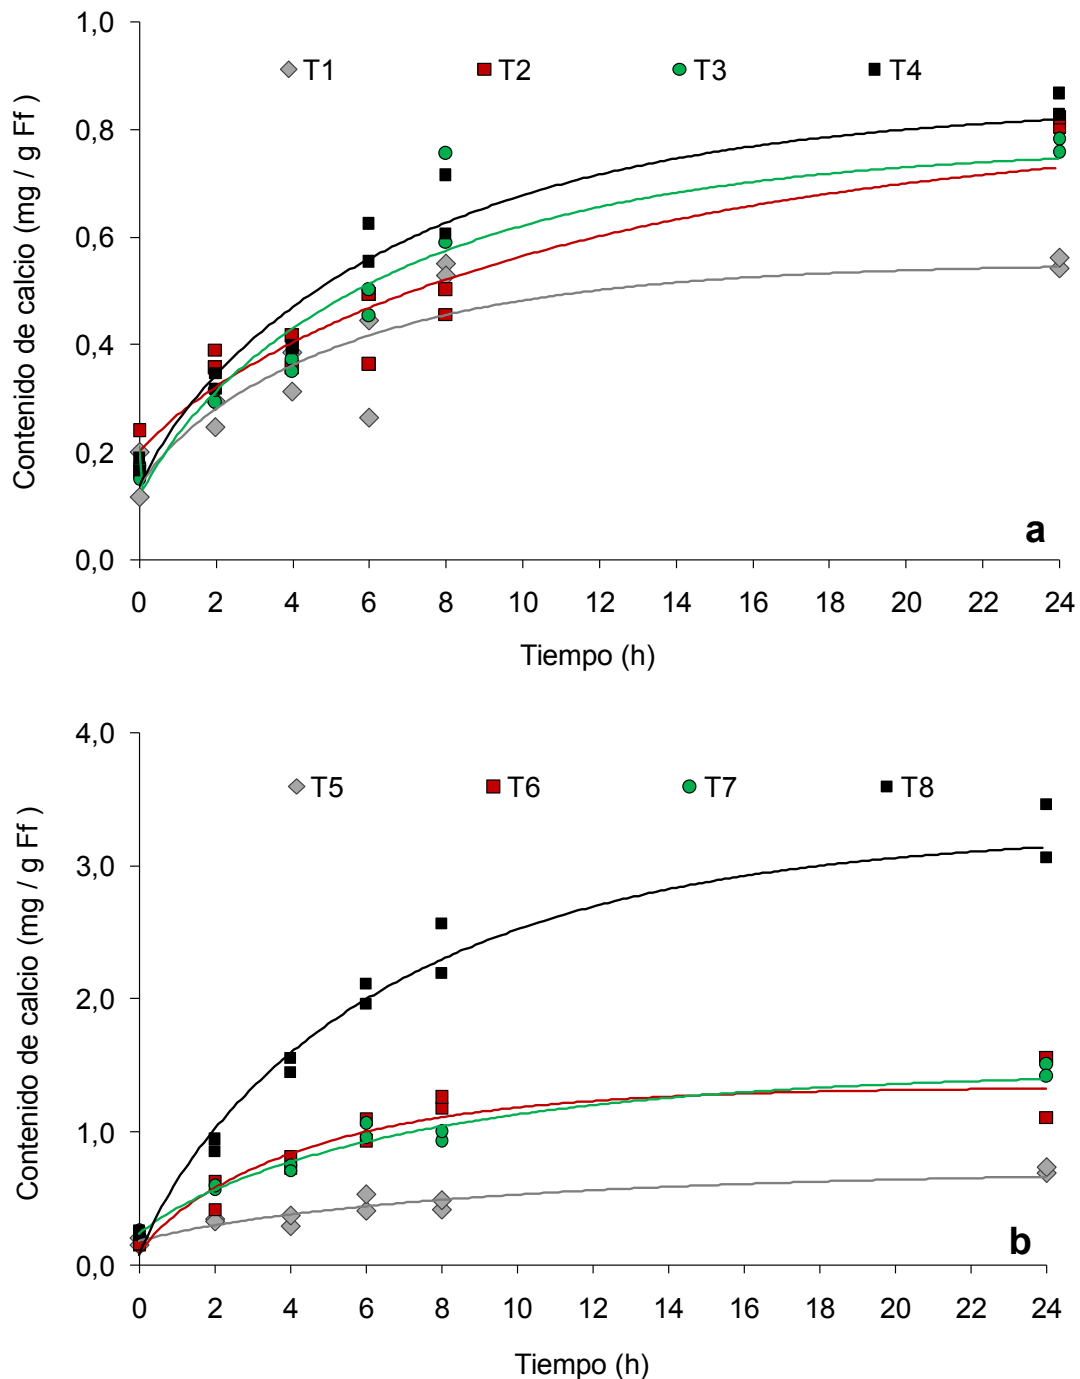 1,0
T1 T2 T3 T4
0,8
0,6
0,4
0,2
0,0
Contenido de calcio (mg / g Ff )
a
0 2 4 6 8 10 12 14 16 18 20 22 24
Tiempo (h)
4,0
T5 T6 T7 T8
3,0
2,0
1,0
0,0
Contenido de calcio (mg / g Ff )
b
0 2 4 6 8 10 12 14 16 18 20 22 24
Tiempo (h)